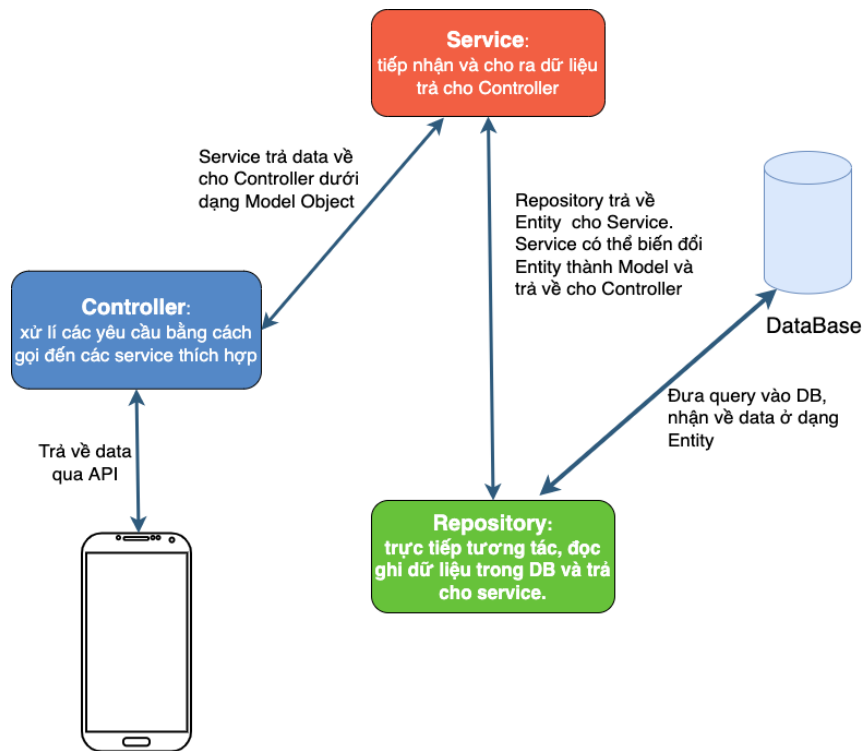 Service:
tiếp nhận và cho ra dữ liệu
trả cho Controller
Service trả data về
cho Controller dưới
dạng Model Object
Repository trả về
Entity cho Service.
Service có thể biến đổi
Entity thành Model và
trả về cho Controller
DataBase
Controller:
xử lí các yêu cầu bằng cách
gọi đến các service thích hợp
Đưa query vào DB,
nhận về data ở dạng
Entity
Trả về data
qua API
Repository:
trực tiếp tương tác, đọc
ghi dữ liệu trong DB và trả
cho service.